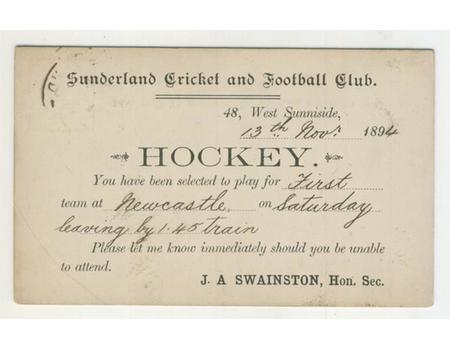 Sunderland Cricket and Football Club.
48, West Sunniside,
13th Novr 1894
HOCKEY.
You have been selected to play for First
team at Newcastle. on Saturday
leaving by 1.45 train
Please let me know immediately should you be unable
to attend.
J. A SWAINSTON, Hon. Sec.